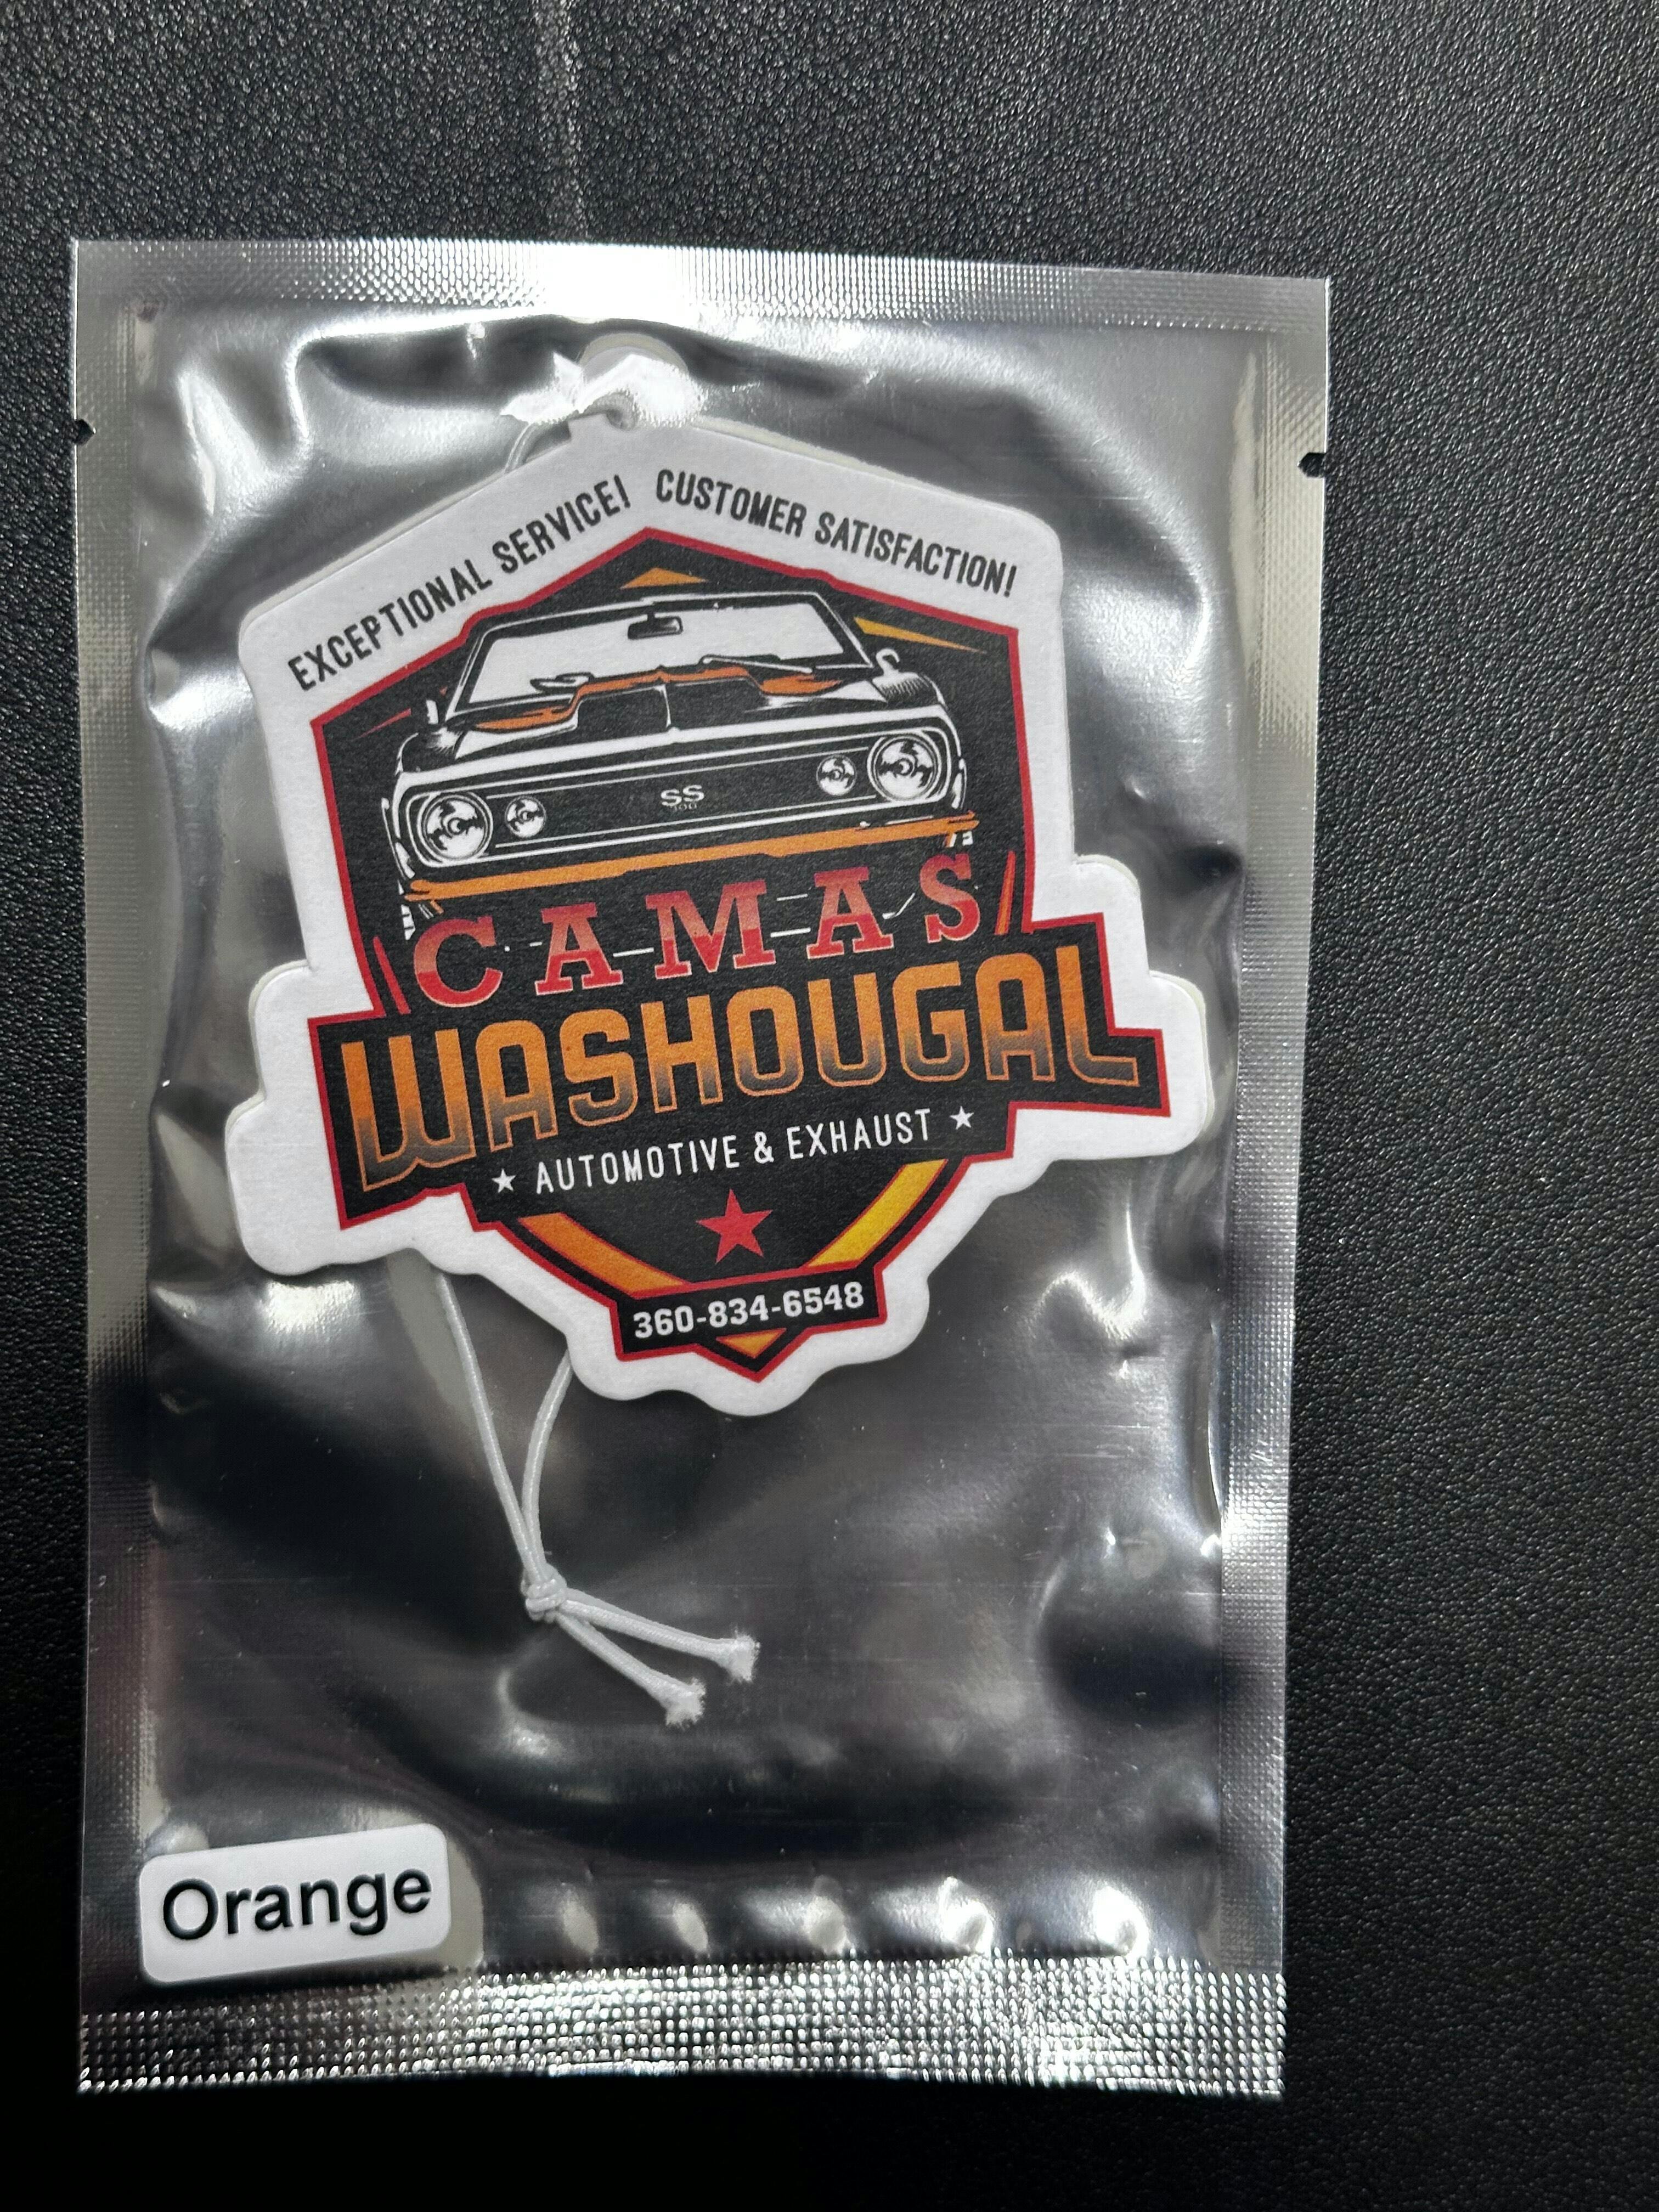 EXCEPTIONAL SERVICE! CUSTOMER SATISFACTION!
SS
CAMAS
WASHOUGAL
★ AUTOMOTIVE & EXHAUST ★
360-834-6548
Orange